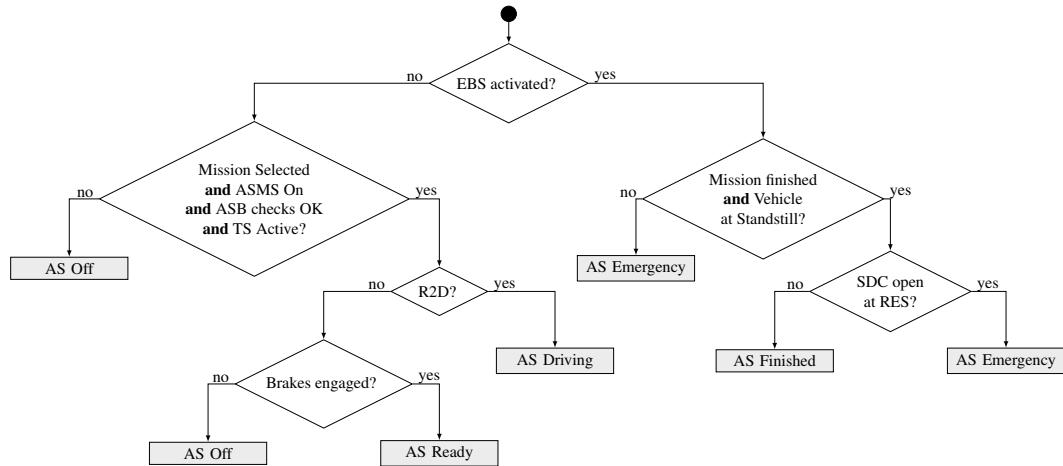 EBS activated?
no
yes
Mission Selected
and ASMS On
and ASB checks OK
and TS Active?
no
yes
Mission finished
and Vehicle
at Standstill?
no
yes
AS Off
R2D?
no
yes
AS Emergency
SDC open
at RES?
no
yes
Brakes engaged?
no
yes
AS Driving
AS Finished
AS Emergency
AS Off
AS Ready